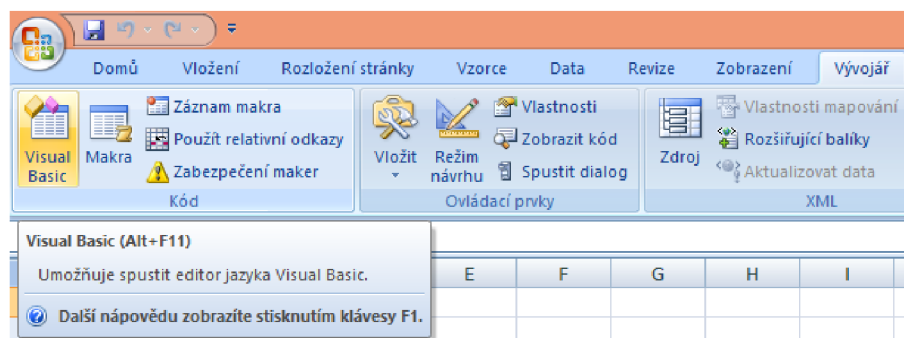 Domů Vložení Rozložení stránky Vzorce Data Revize Zobrazení Vývojář
Visual Basic
Makra
Záznam makra
Použít relativní odkazy
Zabezpečení maker
Kód
Vložit
Režim návrhu
Vlastnosti
Zobrazit kód
Spustit dialog
Ovládací prvky
Zdroj
Vlastnosti mapování
Rozšiřující balíky
Aktualizovat data
XML
Visual Basic (Alt+F11)
Umožňuje spustit editor jazyka Visual Basic.
Další nápovědu zobrazíte stisknutím klávesy F1.
E F G H I